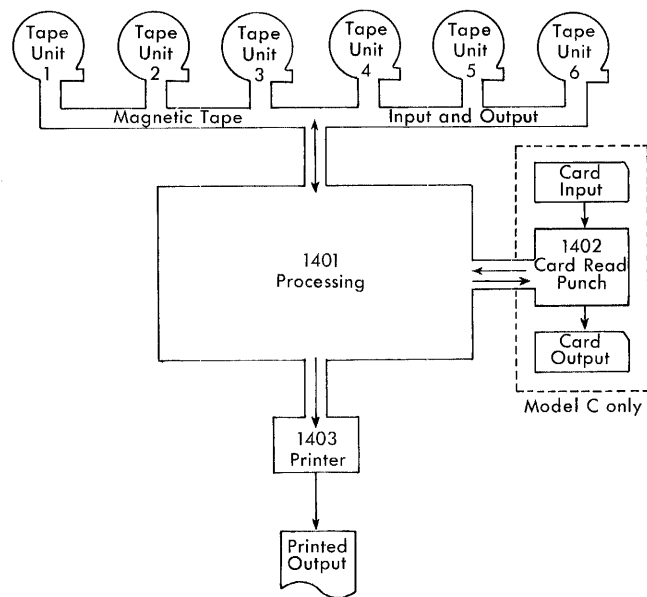 Tape
Unit
1
Tape
Unit
2
Tape
Unit
3
Tape
Unit
4
Tape
Unit
5
Tape
Unit
6
Magnetic Tape
Input and Output
Card
Input
1402
Card Read
Punch
Card
Output
Model C only
1401
Processing
1403
Printer
Printed
Output